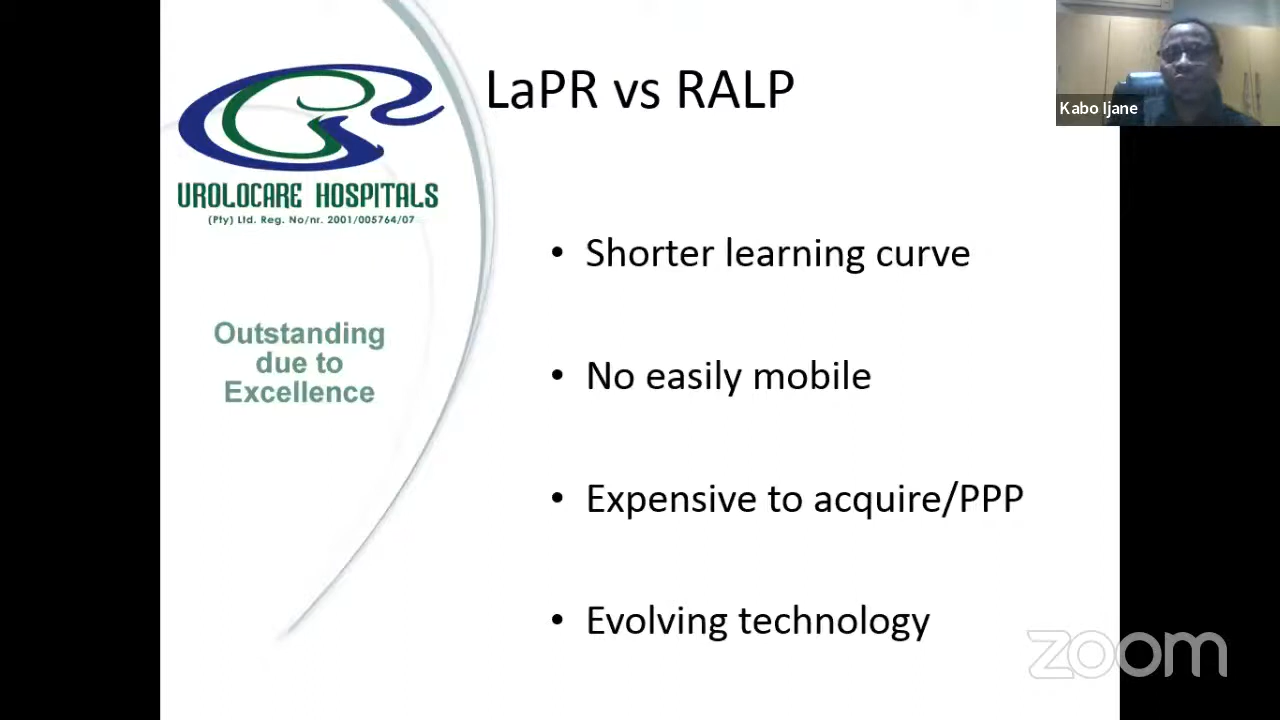 LaPR vs RALP
Kabo Ijane
UROLOCARE HOSPITALS
(Pty) Ltd. Reg. No/nr. 2001/005764/07
Outstanding
due to
Excellence
• Shorter learning curve
• No easily mobile
• Expensive to acquire/PPP
• Evolving technology
zoom